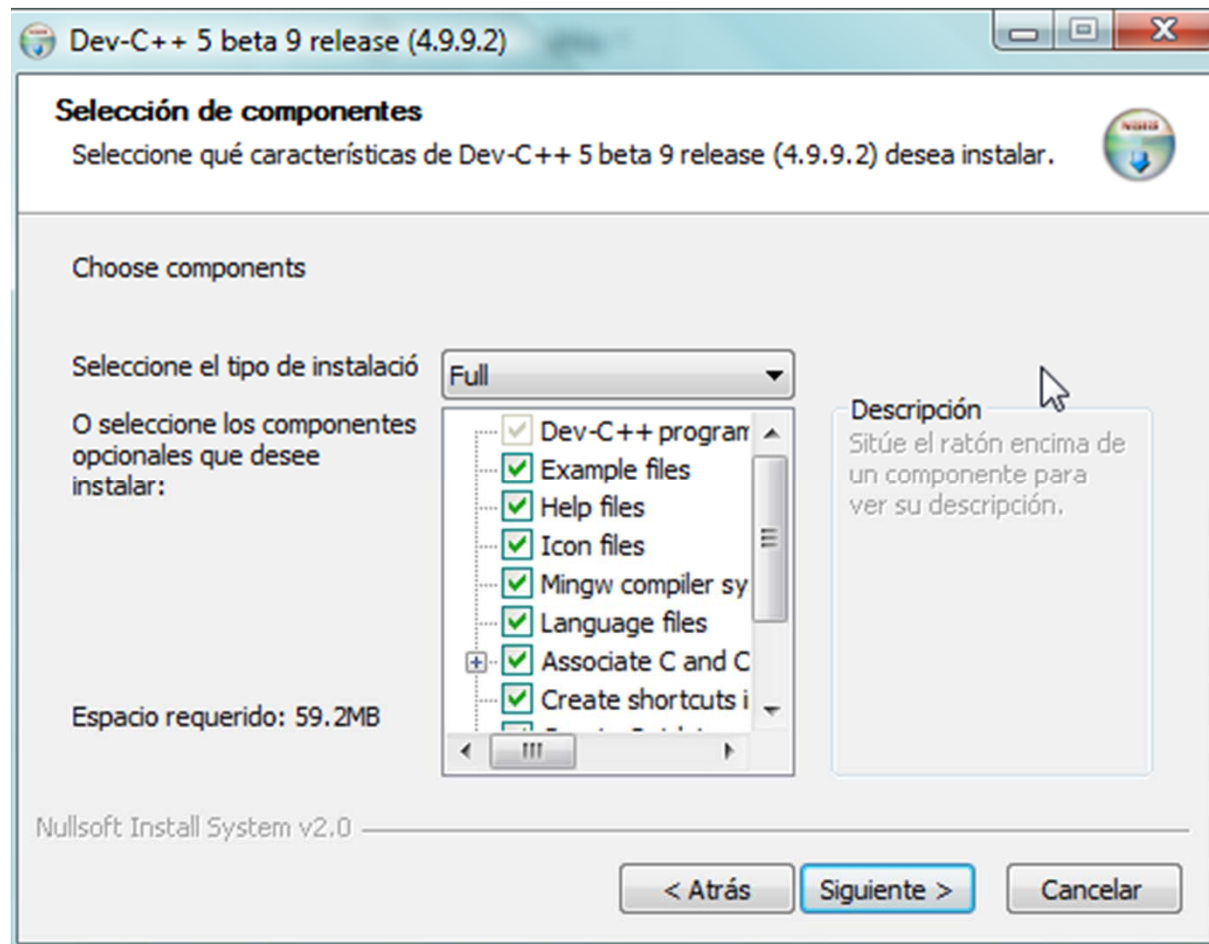 Dev-C++ 5 beta 9 release (4.9.9.2)
Selección de componentes
Seleccione qué características de Dev-C++ 5 beta 9 release (4.9.9.2) desea instalar.
Choose components
Seleccione el tipo de instalació
Full
O seleccione los componentes
opcionales que desee
instalar:
Dev-C++ program
Example files
Help files
Icon files
Mingw compiler sy
Language files
Associate C and C
Create shortcuts i
Descripción
Sitúe el ratón encima de
un componente para
ver su descripción.
Espacio requerido: 59.2MB
Nullsoft Install System v2.0
< Atrás
Siguiente >
Cancelar